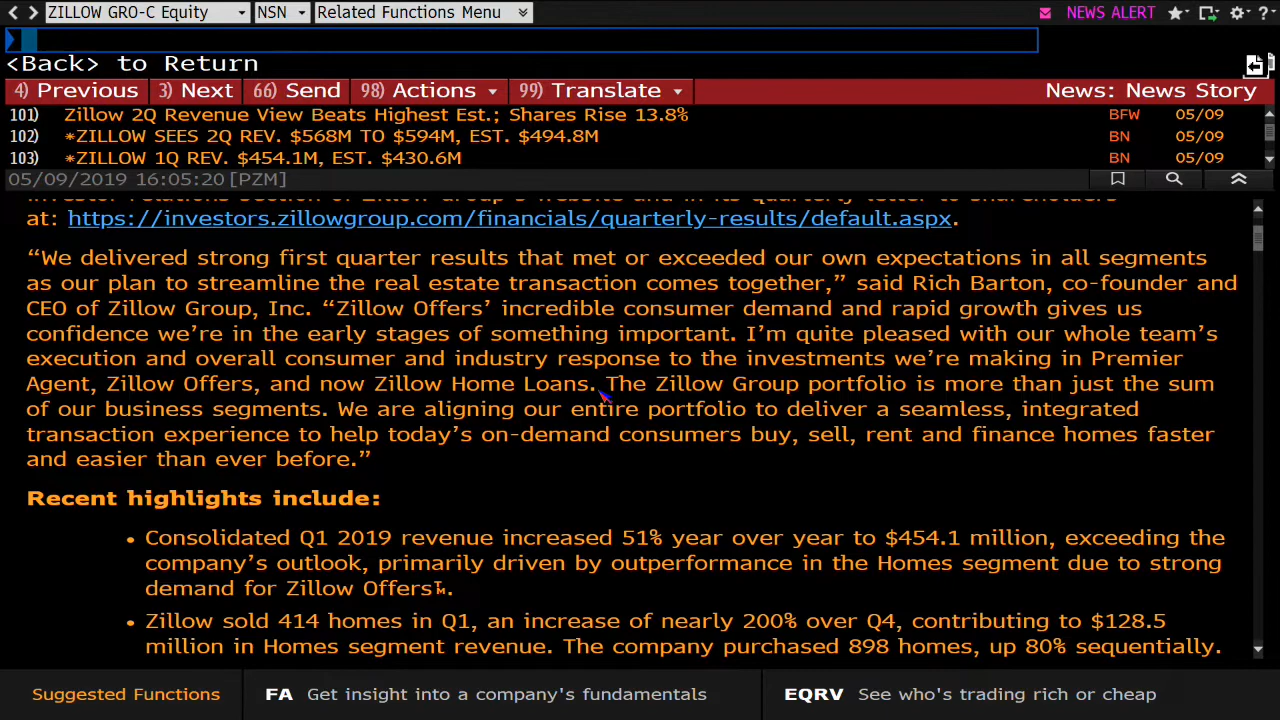 ZILLOW GRO-C Equity NSN Related Functions Menu NEWS ALERT ?
<Back> to Return
4) Previous 3) Next 66) Send 98) Actions 99) Translate News: News Story
101) Zillow 2Q Revenue View Beats Highest Est.; Shares Rise 13.8% BFW 05/09
102) *ZILLOW SEES 2Q REV. $568M TO $594M, EST. $494.8M BN 05/09
103) *ZILLOW 1Q REV. $454.1M, EST. $430.6M BN 05/09
05/09/2019 16:05:20 [PZM]
Investor Relations section of Zillow Group's website and in its quarterly letter to shareholders
at: https://investors.zillowgroup.com/financials/quarterly-results/default.aspx.
“We delivered strong first quarter results that met or exceeded our own expectations in all segments
as our plan to streamline the real estate transaction comes together,” said Rich Barton, co-founder and
CEO of Zillow Group, Inc. “Zillow Offers’ incredible consumer demand and rapid growth gives us
confidence we’re in the early stages of something important. I’m quite pleased with our whole team’s
execution and overall consumer and industry response to the investments we’re making in Premier
Agent, Zillow Offers, and now Zillow Home Loans. The Zillow Group portfolio is more than just the sum
of our business segments. We are aligning our entire portfolio to deliver a seamless, integrated
transaction experience to help today’s on-demand consumers buy, sell, rent and finance homes faster
and easier than ever before.”
Recent highlights include:
• Consolidated Q1 2019 revenue increased 51% year over year to $454.1 million, exceeding the
company’s outlook, primarily driven by outperformance in the Homes segment due to strong
demand for Zillow Offers™.
• Zillow sold 414 homes in Q1, an increase of nearly 200% over Q4, contributing to $128.5
million in Homes segment revenue. The company purchased 898 homes, up 80% sequentially.
Suggested Functions FA Get insight into a company's fundamentals EQRV See who's trading rich or cheap